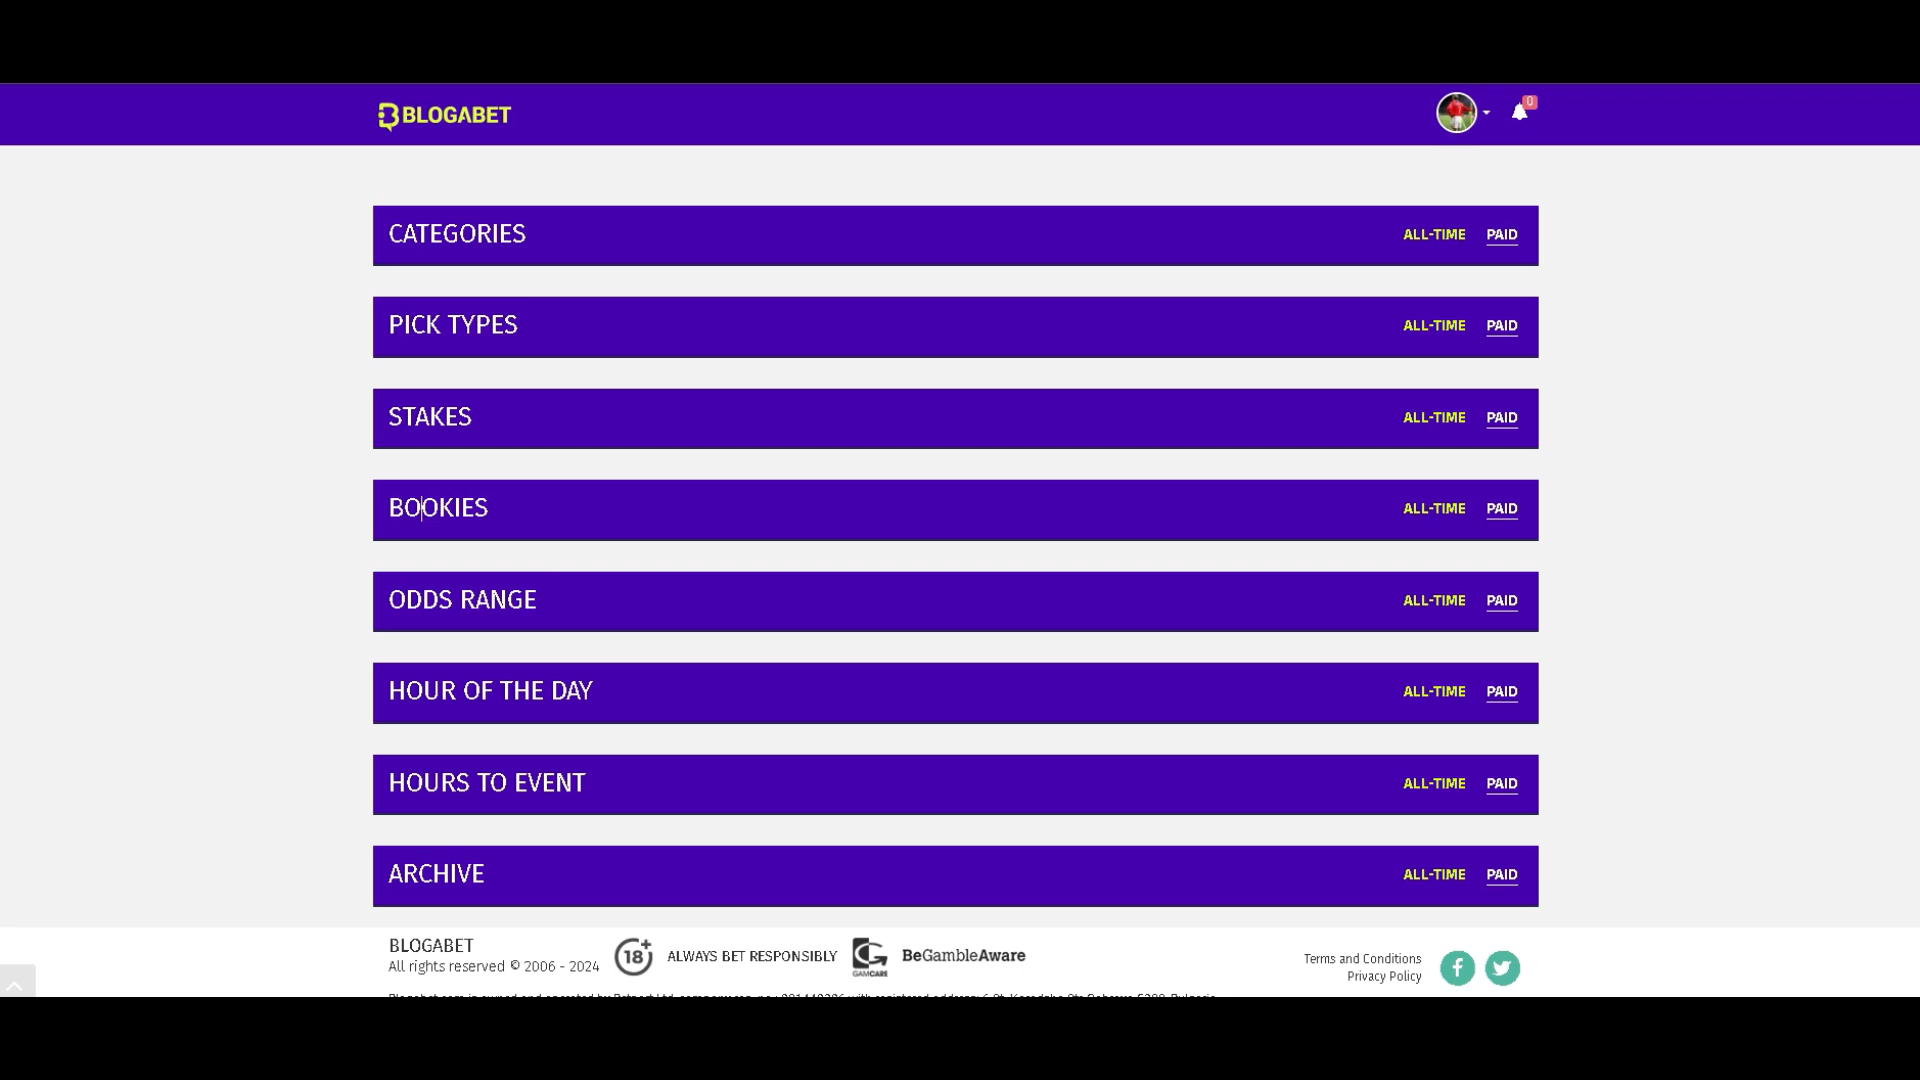 BLOGABET
0
CATEGORIES ALL-TIME PAID
PICK TYPES ALL-TIME PAID
STAKES ALL-TIME PAID
BOOKIES ALL-TIME PAID
ODDS RANGE ALL-TIME PAID
HOUR OF THE DAY ALL-TIME PAID
HOURS TO EVENT ALL-TIME PAID
ARCHIVE ALL-TIME PAID
BLOGABET
All rights reserved © 2006 - 2024
18+
ALWAYS BET RESPONSIBLY
GAMCARE
BeGambleAware
Terms and Conditions
Privacy Policy